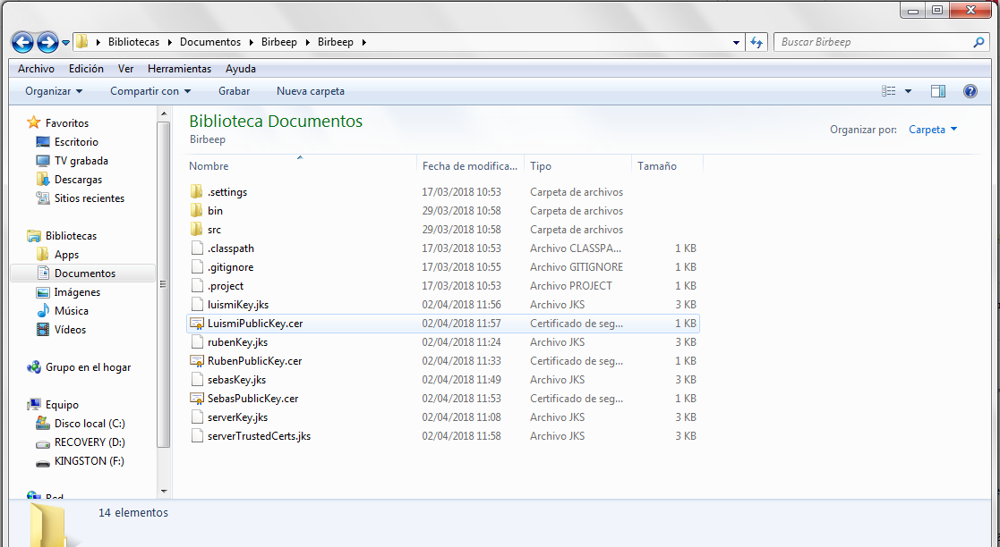 Bibliotecas Documentos Birbeep Birbeep Buscar Birbeep
Archivo Edición Ver Herramientas Ayuda
Organizar Compartir con Grabar Nueva carpeta
Favoritos
Escritorio
TV grabada
Descargas
Sitios recientes
Bibliotecas
Apps
Documentos
Imágenes
Música
Vídeos
Grupo en el hogar
Equipo
Disco local (C:)
RECOVERY (D:)
KINGSTON (F:)
Red
Biblioteca Documentos
Birbeep
Organizar por: Carpeta
Nombre Fecha de modifica... Tipo Tamaño
.settings 17/03/2018 10:53 Carpeta de archivos
bin 29/03/2018 10:58 Carpeta de archivos
src 29/03/2018 10:58 Carpeta de archivos
.classpath 17/03/2018 10:53 Archivo CLASSPA... 1 KB
.gitignore 17/03/2018 10:55 Archivo GITIGNORE 1 KB
.project 17/03/2018 10:53 Archivo PROJECT 1 KB
luismiKey.jks 02/04/2018 11:56 Archivo JKS 3 KB
LuismiPublicKey.cer 02/04/2018 11:57 Certificado de seg... 1 KB
rubenKey.jks 02/04/2018 11:24 Archivo JKS 3 KB
RubenPublicKey.cer 02/04/2018 11:33 Certificado de seg... 1 KB
sebasKey.jks 02/04/2018 11:49 Archivo JKS 3 KB
SebasPublicKey.cer 02/04/2018 11:53 Certificado de seg... 1 KB
serverKey.jks 02/04/2018 11:08 Archivo JKS 3 KB
serverTrustedCerts.jks 02/04/2018 11:58 Archivo JKS 3 KB
14 elementos